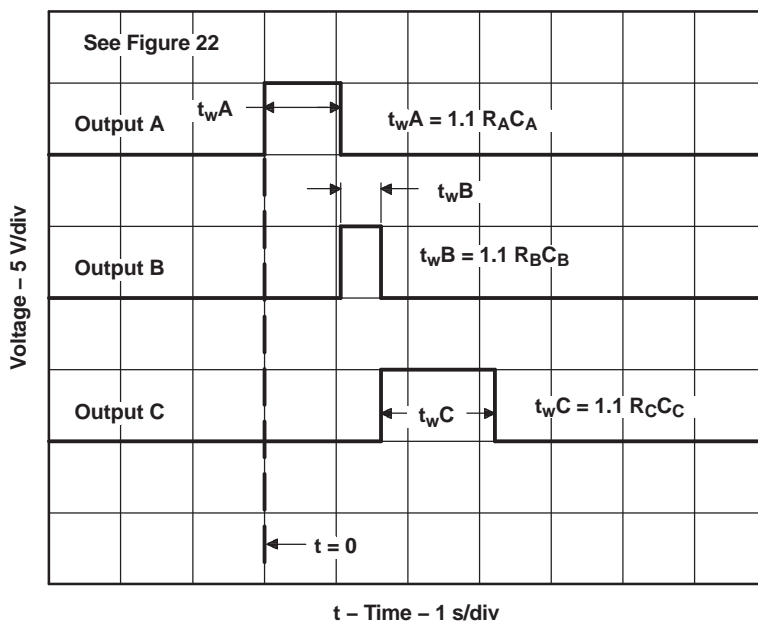 See Figure 22
twA
Output A
twA = 1.1 RACA
twB
Output B
twB = 1.1 RBCB
Voltage – 5 V/div
Output C
twC
twC = 1.1 RCCC
t = 0
t – Time – 1 s/div